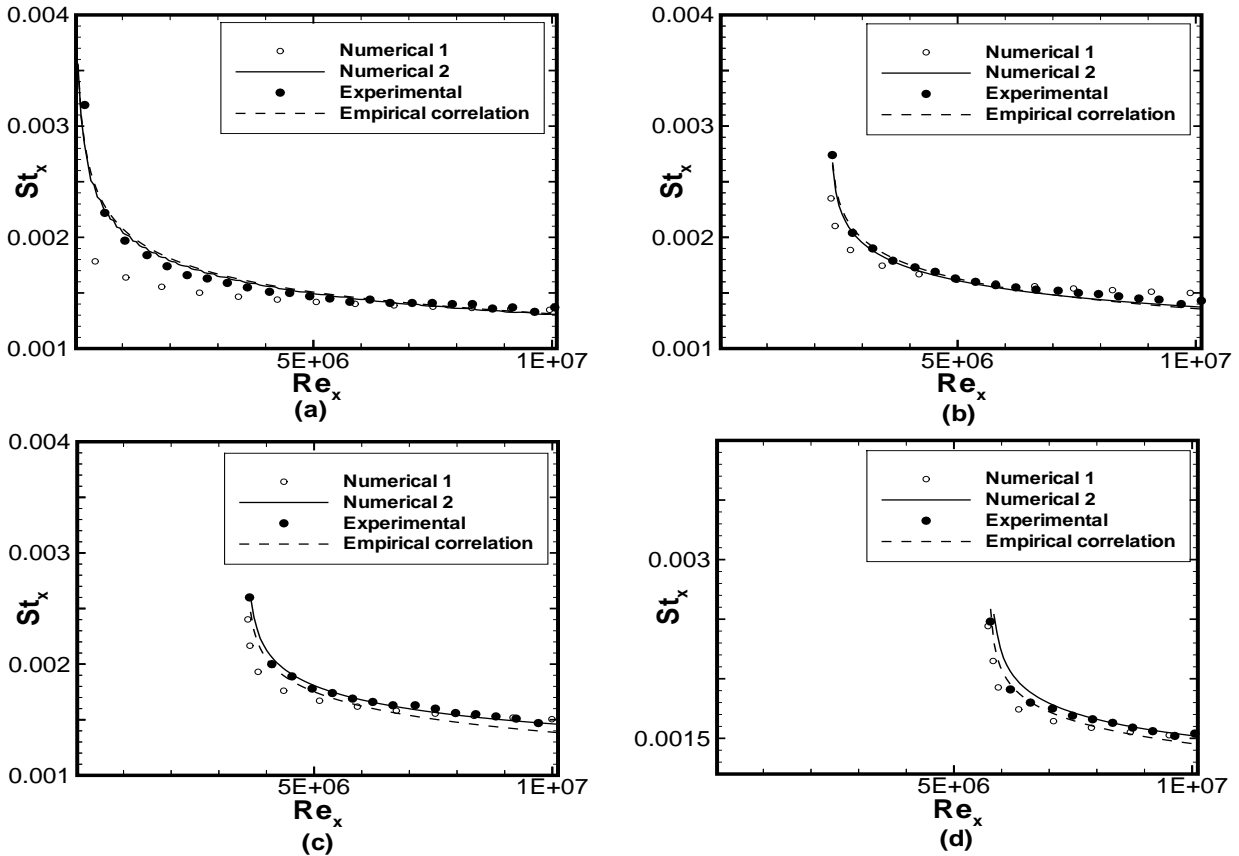 0.004
0.003
0.002
0.001
St_x
Numerical 1
Numerical 2
Experimental
Empirical correlation
5E+06
1E+07
Re_x
(a)
0.004
0.003
0.002
0.001
St_x
Numerical 1
Numerical 2
Experimental
Empirical correlation
5E+06
1E+07
Re_x
(b)
0.004
0.003
0.002
0.001
St_x
Numerical 1
Numerical 2
Experimental
Empirical correlation
5E+06
1E+07
Re_x
(c)
0.003
0.0015
St_x
Numerical 1
Numerical 2
Experimental
Empirical correlation
5E+06
1E+07
Re_x
(d)